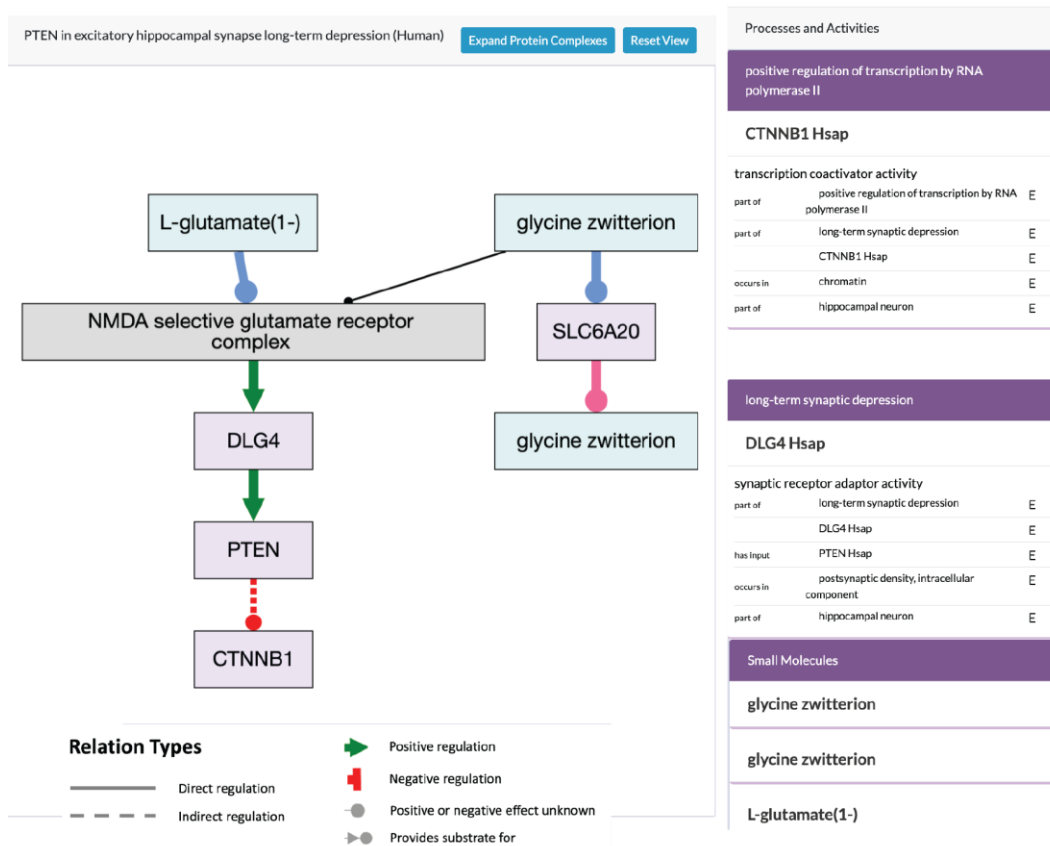 PTEN in excitatory hippocampal synapse long-term depression (Human)
Expand Protein Complexes
Reset View
L-glutamate(1-)
glycine zwitterion
NMDA selective glutamate receptor
complex
SLC6A20
DLG4
glycine zwitterion
PTEN
CTNNB1
Relation Types
Direct regulation
Indirect regulation
Positive regulation
Negative regulation
Positive or negative effect unknown
Provides substrate for
Processes and Activities
positive regulation of transcription by RNA
polymerase II
CTNNB1 Hsap
transcription coactivator activity
part of positive regulation of transcription by RNA E
polymerase II
part of long-term synaptic depression E
CTNNB1 Hsap E
occurs in chromatin E
part of hippocampal neuron E
long-term synaptic depression
DLG4 Hsap
synaptic receptor adaptor activity
part of long-term synaptic depression E
DLG4 Hsap E
has input PTEN Hsap E
occurs in postsynaptic density, intracellular E
component
part of hippocampal neuron E
Small Molecules
glycine zwitterion
glycine zwitterion
L-glutamate(1-)